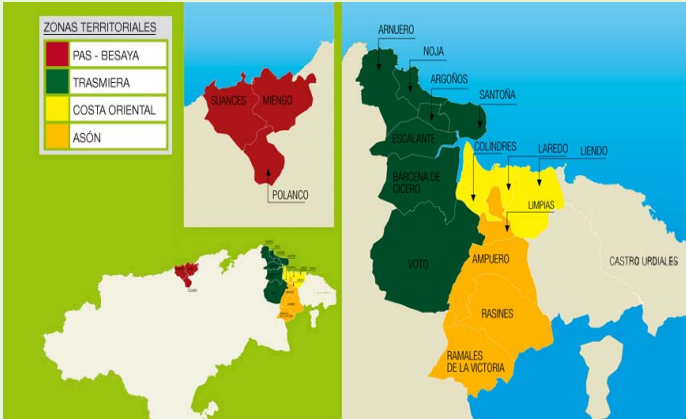 ZONAS TERRITORIALES
PAS - BESAYA
TRASMIERA
COSTA ORIENTAL
ASÓN
SUANCES
MIENGO
POLANCO
ARNUERO
NOJA
ARGOÑOS
SANTOÑA
ESCALANTE
COLINDRES
LAREDO
LIENDO
BÁRCENA DE
CICERO
LIMPIAS
VOTO
AMPUERO
CASTRO URDIALES
RASINES
RAMALES
DE LA VICTORIA